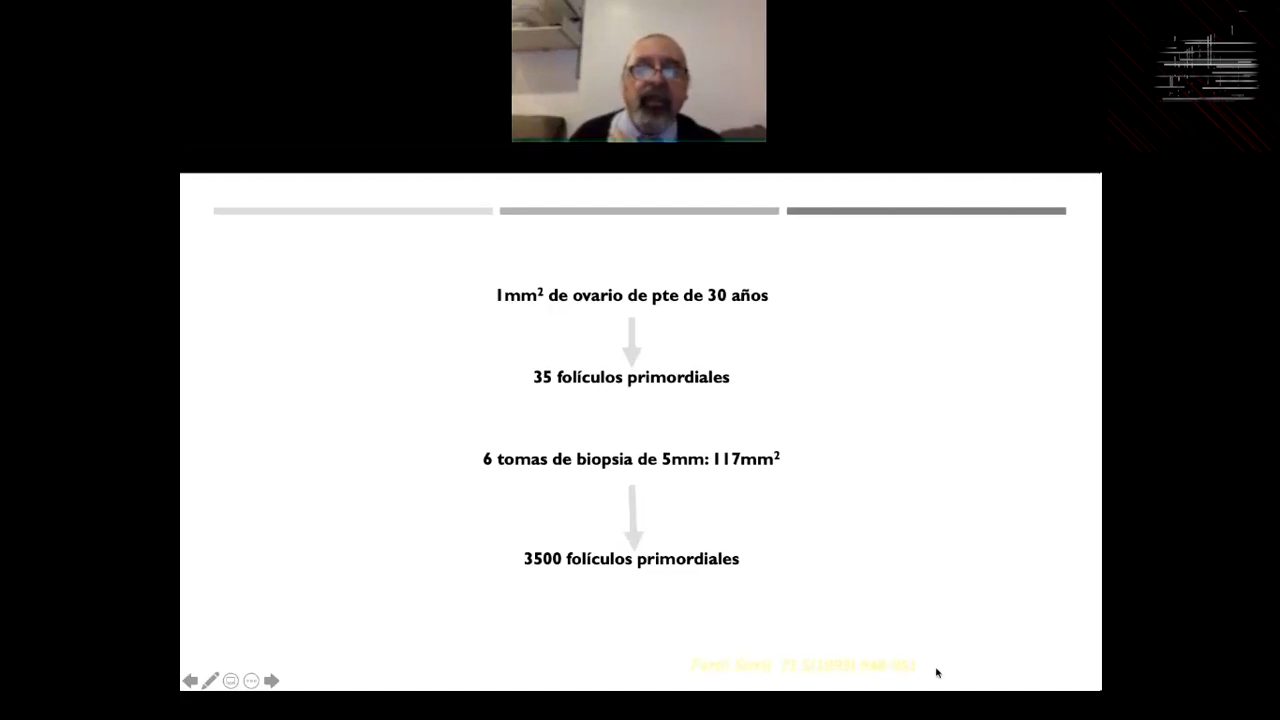 1mm² de ovario de pte de 30 años
35 folículos primordiales
6 tomas de biopsia de 5mm: 117mm²
3500 folículos primordiales